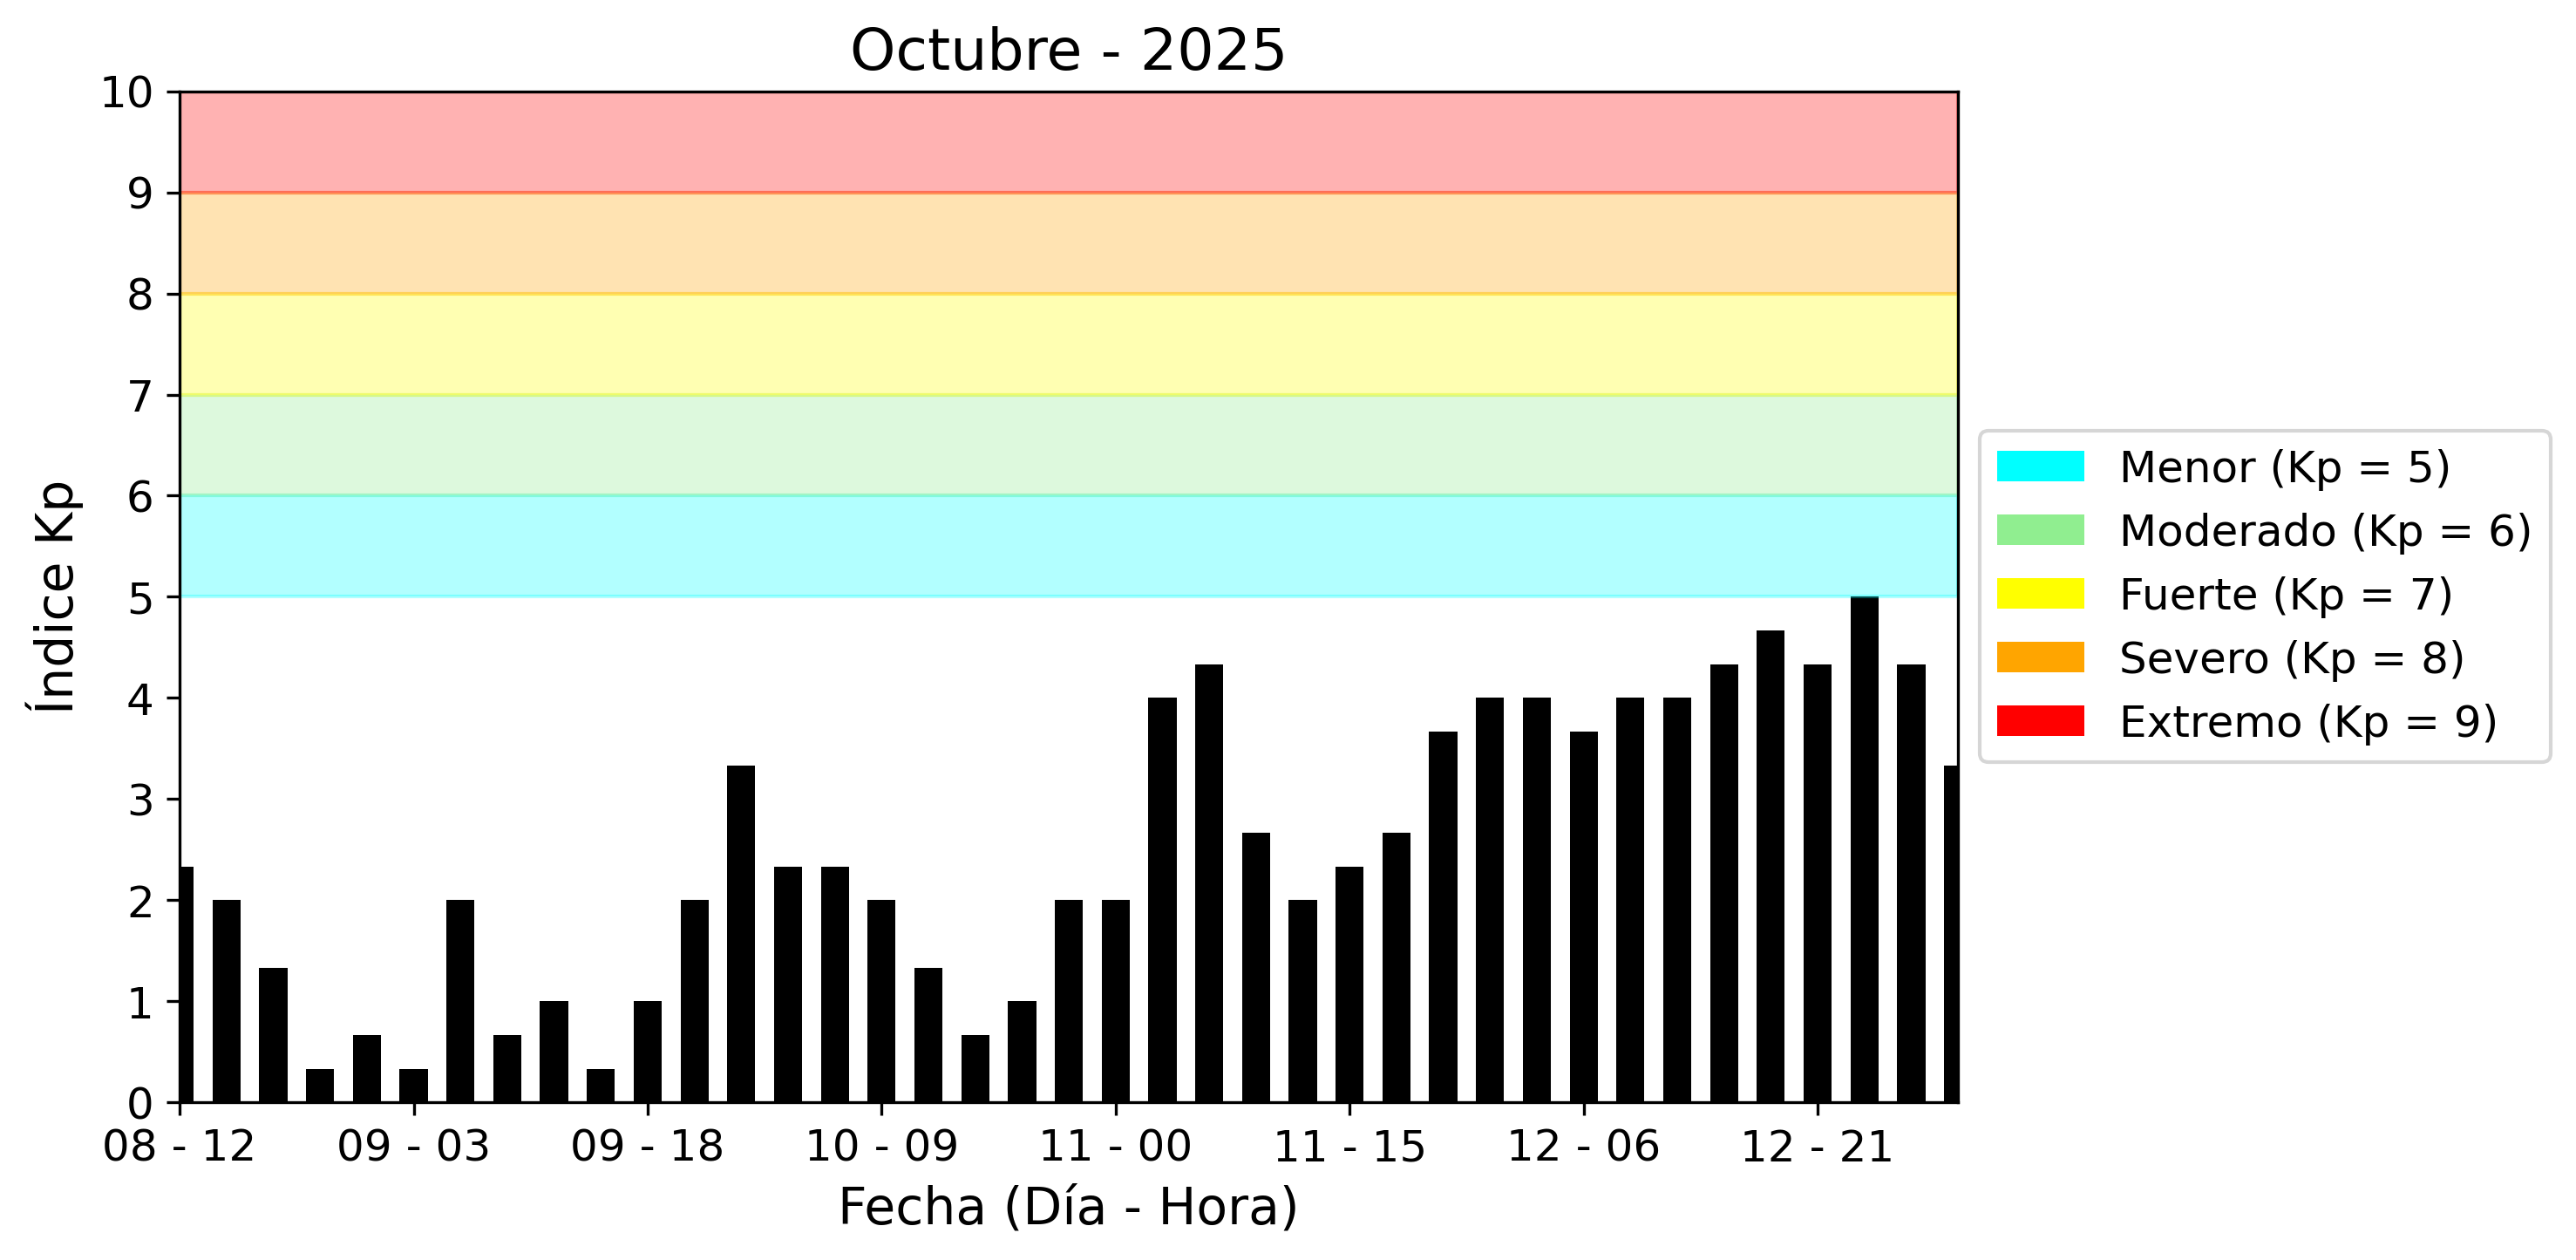 Octubre - 2025
10
9
8
7
6
5
4
3
2
1
0
Índice Kp
08 - 12
09 - 03
09 - 18
10 - 09
11 - 00
11 - 15
12 - 06
12 - 21
Fecha (Día - Hora)
Menor (Kp = 5)
Moderado (Kp = 6)
Fuerte (Kp = 7)
Severo (Kp = 8)
Extremo (Kp = 9)